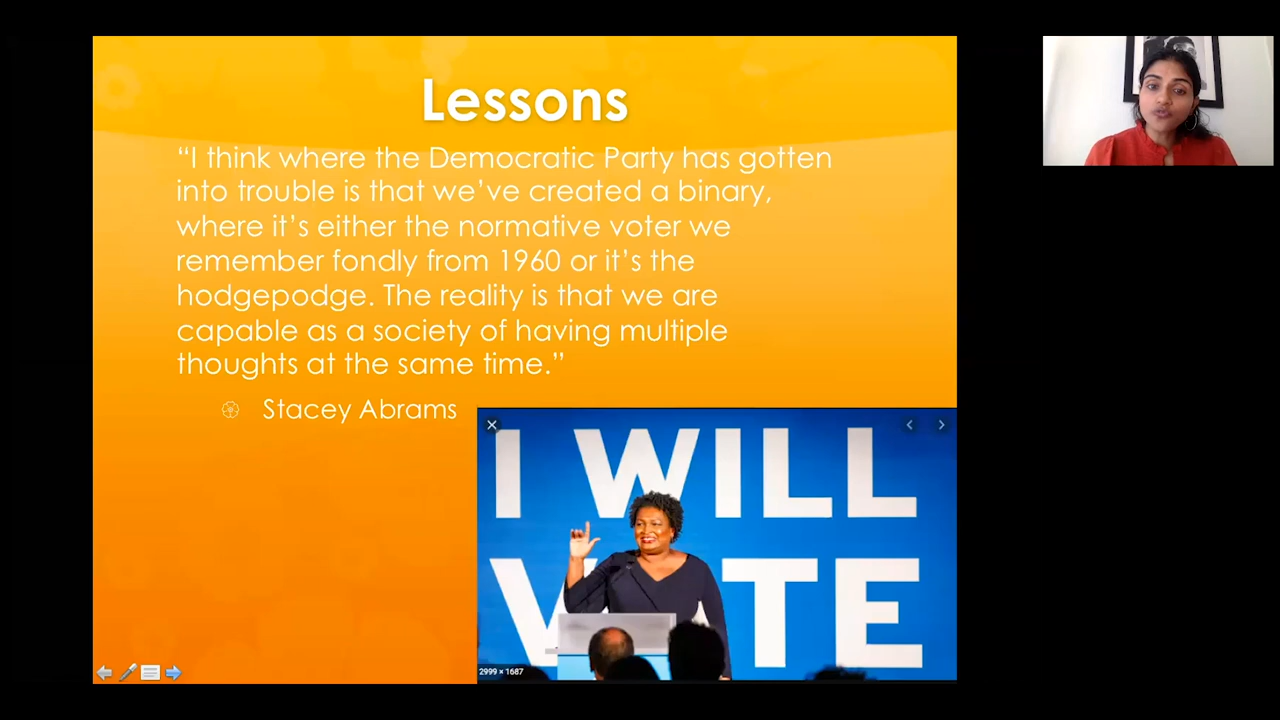 Lessons
“I think where the Democratic Party has gotten
into trouble is that we’ve created a binary,
where it’s either the normative voter we
remember fondly from 1960 or it’s the
hodgepodge. The reality is that we are
capable as a society of having multiple
thoughts at the same time.”
Stacey Abrams
I WILL
VOTE
2999 × 1687